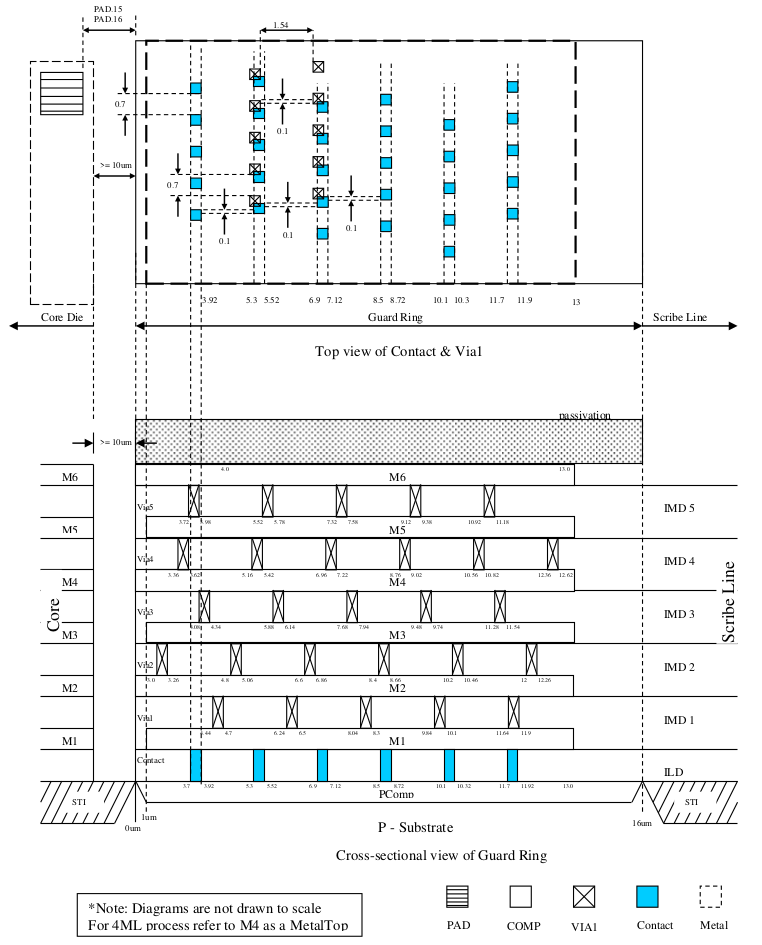 PAD.15
PAD.16
1.54
0.7
0.1
>= 10um
0.7
0.1
0.1
0.1
3.92 5.3 5.52 6.9 7.12 8.5 8.72 10.1 10.3 11.7 11.9 13
Core Die Guard Ring Scribe Line
Top view of Contact & Via1
passivation
>= 10um
4.0 13.0
M6 M6
Via5 IMD 5
3.72 3.98 5.52 5.78 7.32 7.58 9.12 9.38 10.92 11.18
M5 M5
Via4 IMD 4
3.36 3.62 5.16 5.42 6.96 7.22 8.76 9.02 10.56 10.82 12.36 12.62
M4 M4
Via3 IMD 3
4.34 5.88 6.14 7.68 7.94 9.48 9.74 11.28 11.54
Core
Scribe Line
M3 M3
Via2 IMD 2
3.0 3.26 4.8 5.06 6.6 6.86 8.4 8.66 10.2 10.46 12 12.26
M2 M2
Via1 IMD 1
4.7 6.24 6.5 8.04 8.3 9.84 10.1 11.64 11.9
M1 M1
Contact
ILD
3.7 3.92 5.3 5.52 6.9 7.12 8.5 8.72 10.1 10.32 11.7 11.92 13.0
PComp
STI STI
1um
0um 16um
P - Substrate
Cross-sectional view of Guard Ring
*Note: Diagrams are not drawn to scale
For 4ML process refer to M4 as a MetalTop
PAD COMP VIA1 Contact Metal